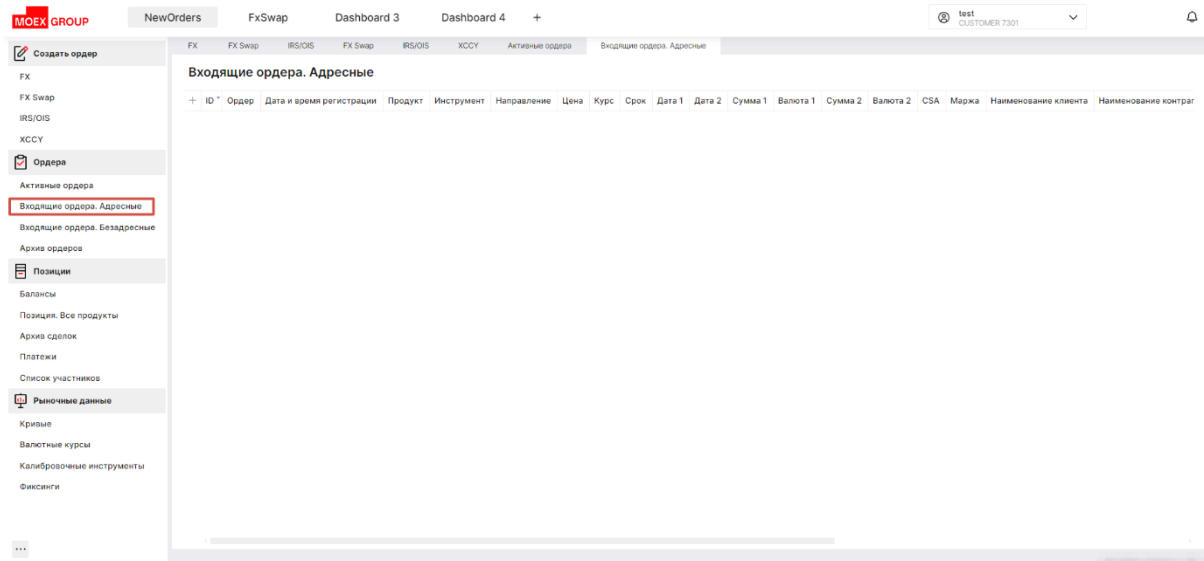 MOEX GROUP
NewOrders FxSwap Dashboard 3 Dashboard 4 +
test
CUSTOMER 7301
Создать ордер
FX
FX Swap
IRS/OIS
XCCY
Ордера
Активные ордера
Входящие ордера. Адресные
Входящие ордера. Безадресные
Архив ордеров
Позиции
Балансы
Позиция. Все продукты
Архив сделок
Платежи
Список участников
Рыночные данные
Кривые
Валютные курсы
Калибровочные инструменты
Фиксинги
...
FX FX Swap IRS/OIS FX Swap IRS/OIS XCCY Активные ордера Входящие ордера. Адресные
Входящие ордера. Адресные
+ ID Ордер Дата и время регистрации Продукт Инструмент Направление Цена Курс Срок Дата 1 Дата 2 Сумма 1 Валюта 1 Сумма 2 Валюта 2 CSA Маржа Наименование клиента Наименование контраг